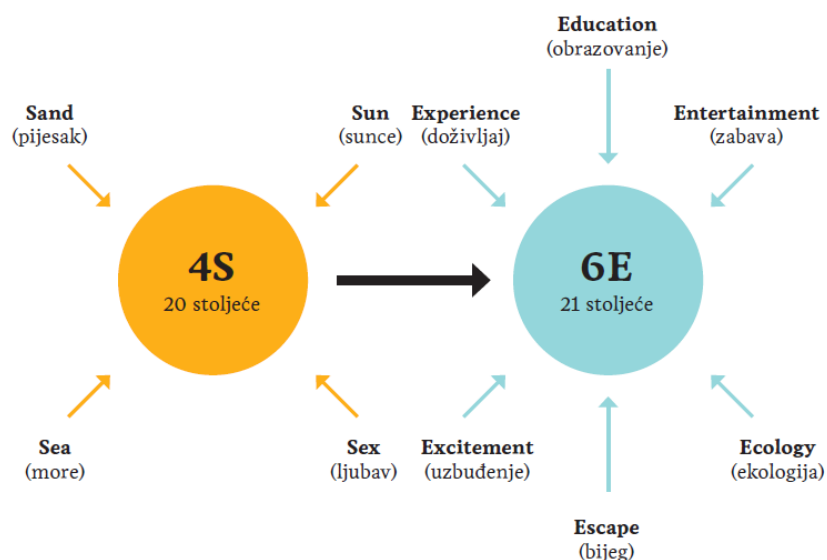 Education
(obrazovanje)
Sand
(pijesak)
Sun
(sunce)
Experience
(doživljaj)
Entertainment
(zabava)
4S
20 stoljeće
6E
21 stoljeće
Sea
(more)
Sex
(ljubav)
Excitement
(uzbuđenje)
Ecology
(ekologija)
Escape
(bijeg)